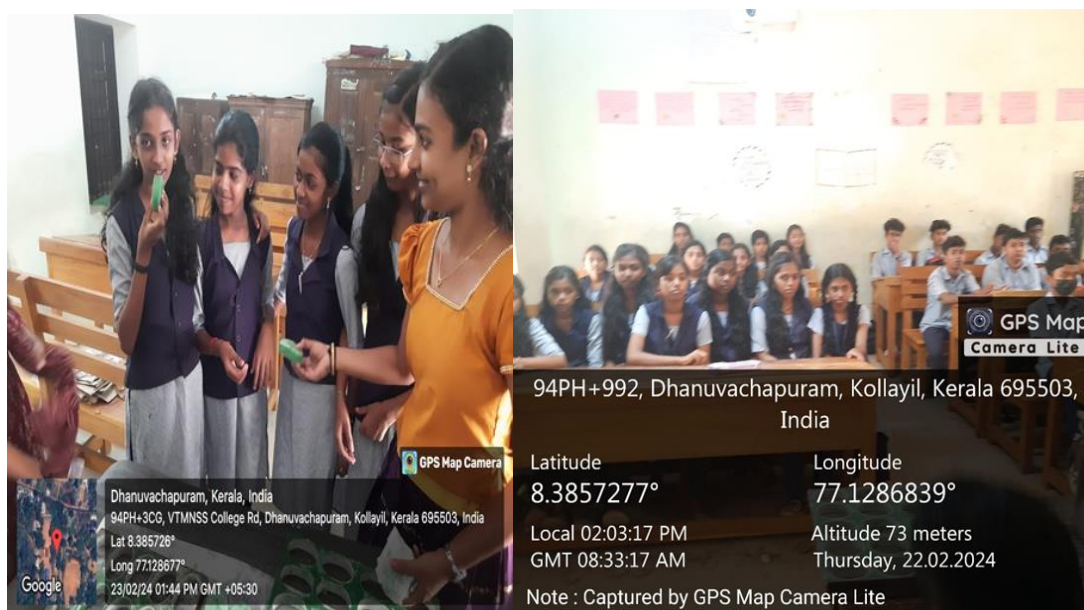 GPS Map Camera
Dhanuvachapuram, Kerala, India
94PH+3CG, VTMNSS College Rd, Dhanuvachapuram, Kollayil, Kerala 695503, India
Lat 8.385726°
Long 77.128677°
23/02/24 01:44 PM GMT +05:30
Google
GPS Map
Camera Lite
94PH+992, Dhanuvachapuram, Kollayil, Kerala 695503,
India
Latitude
8.3857277°
Longitude
77.1286839°
Local 02:03:17 PM
GMT 08:33:17 AM
Altitude 73 meters
Thursday, 22.02.2024
Note : Captured by GPS Map Camera Lite